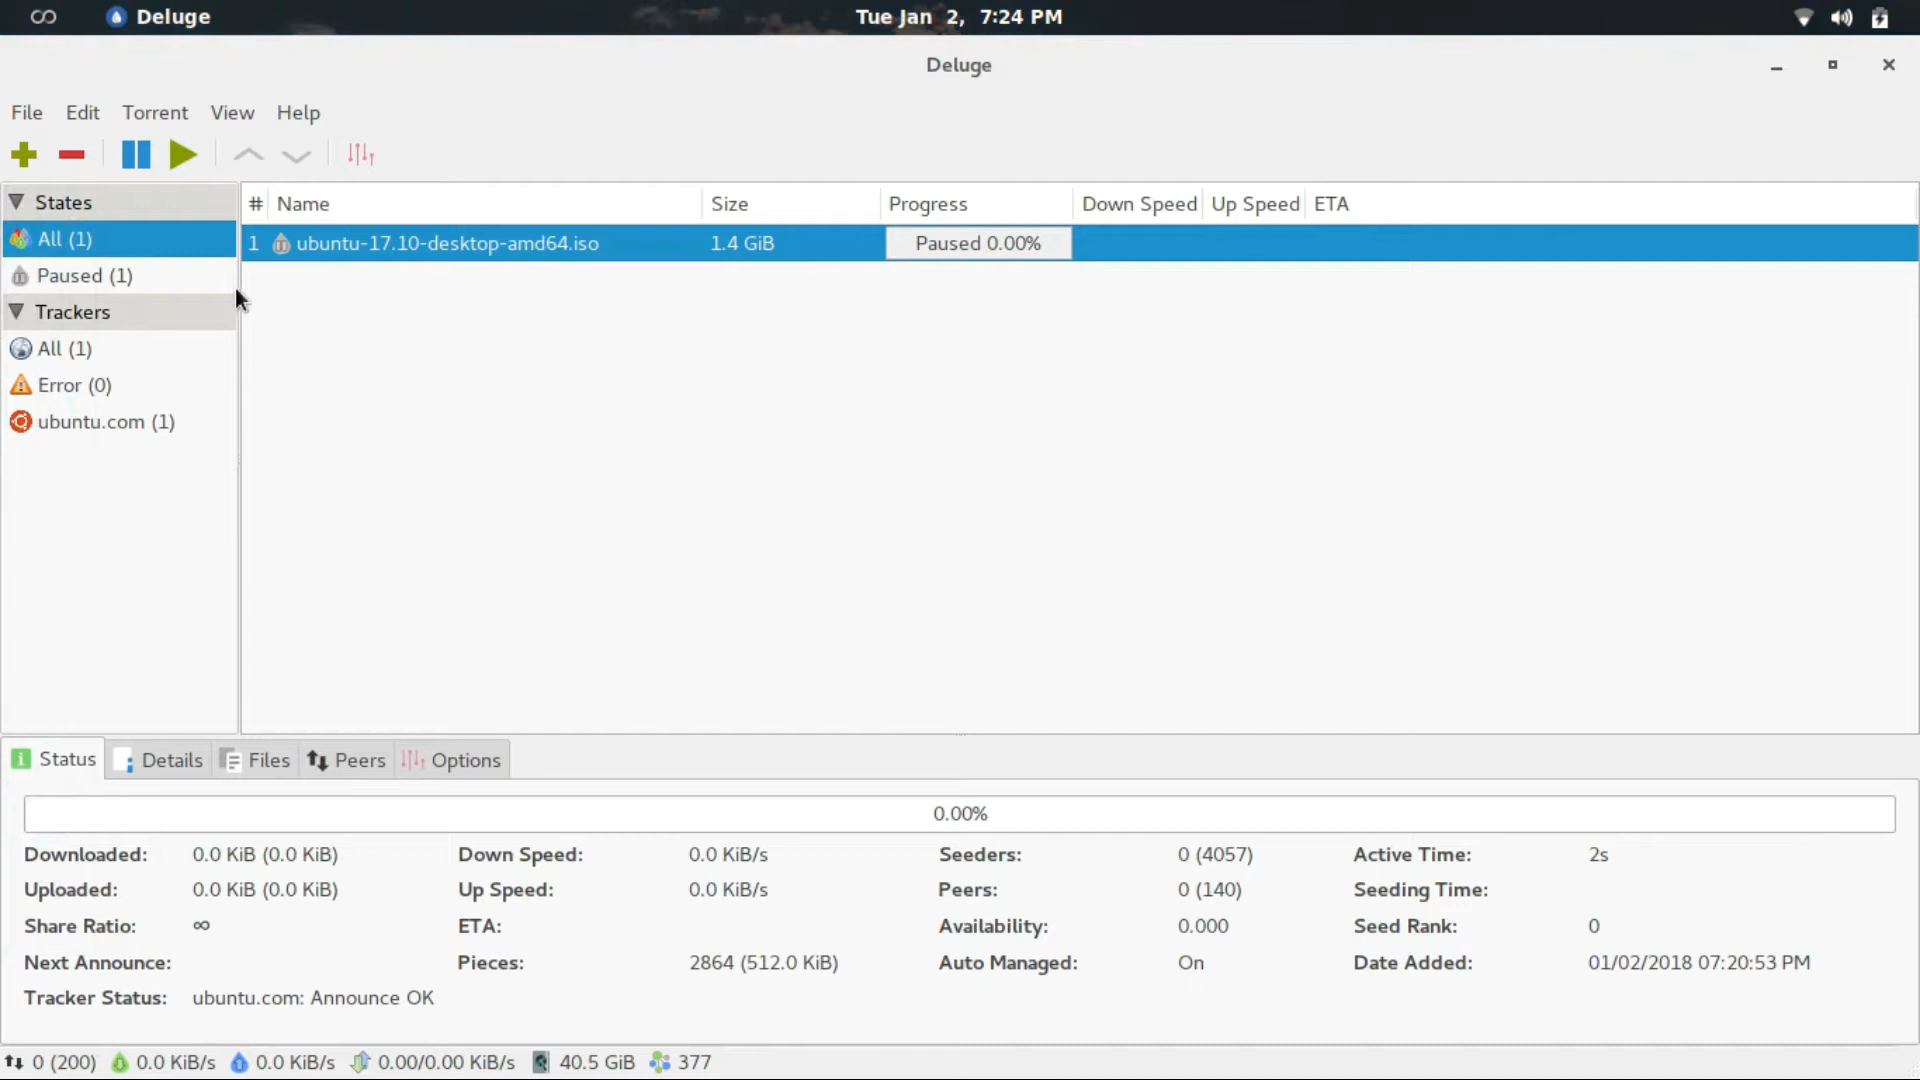 Deluge
Tue Jan 2, 7:24 PM
Deluge
File Edit Torrent View Help
States
All (1)
Paused (1)
Trackers
All (1)
Error (0)
ubuntu.com (1)
# Name Size Progress Down Speed Up Speed ETA
1 ubuntu-17.10-desktop-amd64.iso 1.4 GiB Paused 0.00%
Status Details Files Peers Options
0.00%
Downloaded: 0.0 KiB (0.0 KiB) Down Speed: 0.0 KiB/s Seeders: 0 (4057) Active Time: 2s
Uploaded: 0.0 KiB (0.0 KiB) Up Speed: 0.0 KiB/s Peers: 0 (140) Seeding Time:
Share Ratio: ∞ ETA: Availability: 0.000 Seed Rank: 0
Next Announce: Pieces: 2864 (512.0 KiB) Auto Managed: On Date Added: 01/02/2018 07:20:53 PM
Tracker Status: ubuntu.com: Announce OK
0 (200) 0.0 KiB/s 0.0 KiB/s 0.00/0.00 KiB/s 40.5 GiB 377